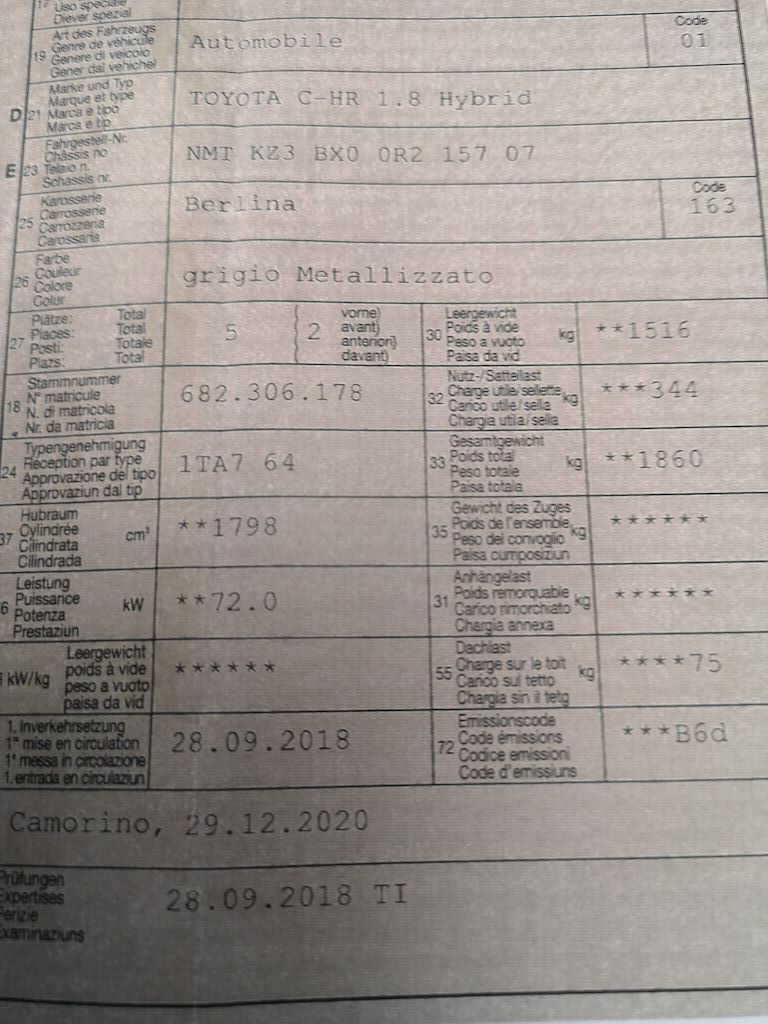 17 Uso speciale
Diever spezial
Art des Fahrzeugs
Genre de véhicule
19 Genere di veicolo
Gener dal vehichel
Automobile
Code
01
Marke und Typ
Marque et type
D 21 Marca e tipo
Marca e tip
TOYOTA C-HR 1.8 Hybrid
Fahrgestell-Nr.
Châssis no
E 23 Telaio n.
Schassis nr.
NMT KZ3 BX0 0R2 157 07
Karosserie
Carrosserie
25 Carrozzeria
Carossaria
Berlina
Code
163
Farbe
Couleur
26 Colore
Colur
grigio Metallizzato
Plätze: Total
Places: Total
27 Posti: Totale
Plazs: Total
5
2
vorne)
avant)
anteriori)
davant)
Leergewicht
30 Poids à vide kg
Peso a vuoto
Paisa da vid
**1516
Stammnummer
N° matricule
18 N. di matricola
Nr. da matricla
682.306.178
Nutz-/Sattellast
32 Charge utile/sellette kg
Carico utile/sella
Chargia utila/sella
***344
Typengenehmigung
Réception par type
24 Approvazione del tipo
Approvaziun dal tip
1TA7 64
Gesamtgewicht
33 Poids total kg
Peso totale
Paisa totala
**1860
Hubraum
37 Cylindrée cm³
Cilindrata
Cilindrada
**1798
Gewicht des Zuges
35 Poids de l'ensemble kg
Peso del convoglio
Paisa cumposiziun
******
Leistung
6 Puissance kW
Potenza
Prestaziun
**72.0
Anhängelast
31 Poids remorquable kg
Carico rimorchiato
Chargia annexa
******
Leergewicht
kW/kg poids à vide
peso a vuoto
paisa da vid
******
Dachlast
55 Charge sur le toit kg
Carico sul tetto
Chargia sin il tetg
****75
1. Inverkehrsetzung
1re mise en circulation
1a messa in circolazione
1. entrada en circulaziun
28.09.2018
Emissionscode
72 Code émissions
Codice emissioni
Code d'emissiuns
***B6d
Camorino, 29.12.2020
Prüfungen
Expertises
Perizie
Examinaziuns
28.09.2018 TI